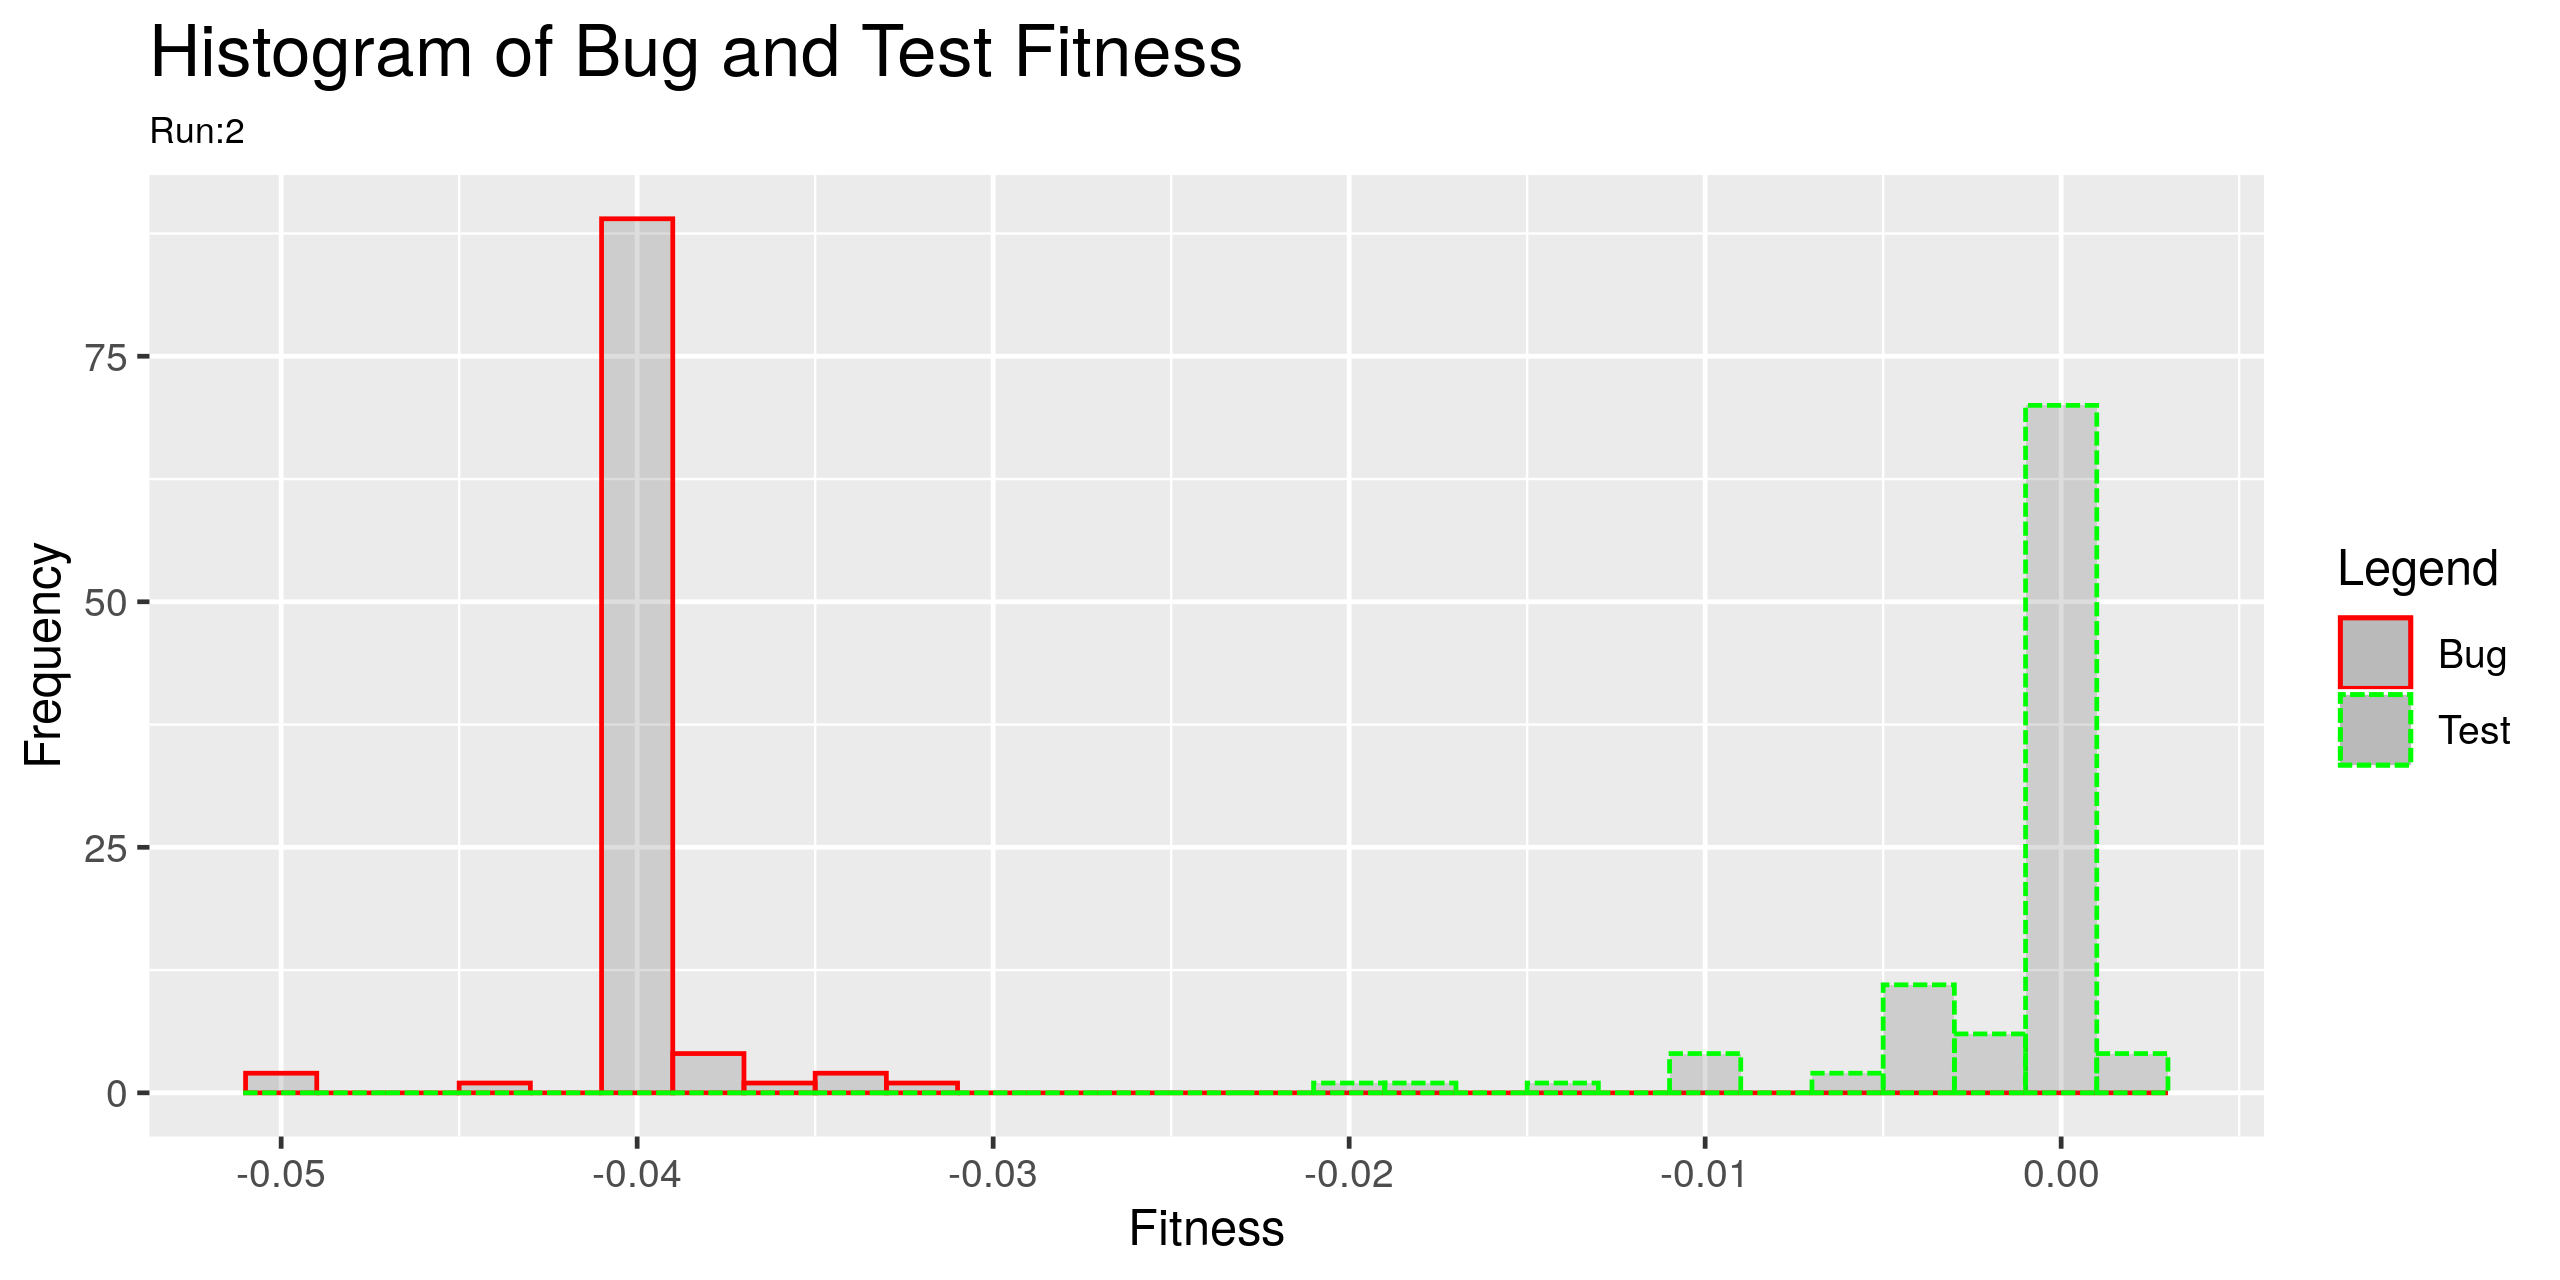 Histogram of Bug and Test Fitness
Run:2
Frequency
75
50
25
0
-0.05 -0.04 -0.03 -0.02 -0.01 0.00
Fitness
Legend
Bug
Test